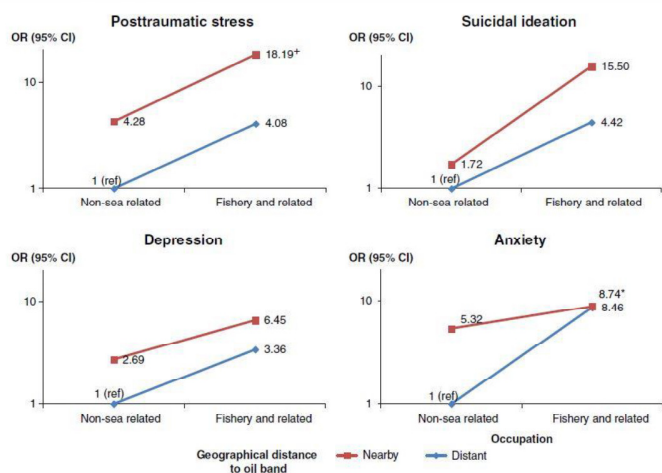 Posttraumatic stress
OR (95% CI)
10
1
18.19+
4.28
4.08
1 (ref)
Non-sea related
Fishery and related
Suicidal ideation
OR (95% CI)
10
1
15.50
4.42
1.72
1 (ref)
Non-sea related
Fishery and related
Depression
OR (95% CI)
10
1
6.45
2.69
3.36
1 (ref)
Non-sea related
Fishery and related
Anxiety
OR (95% CI)
10
1
8.74*
8.46
5.32
1 (ref)
Non-sea related
Fishery and related
Occupation
Geographical distance
to oil band
Nearby
Distant